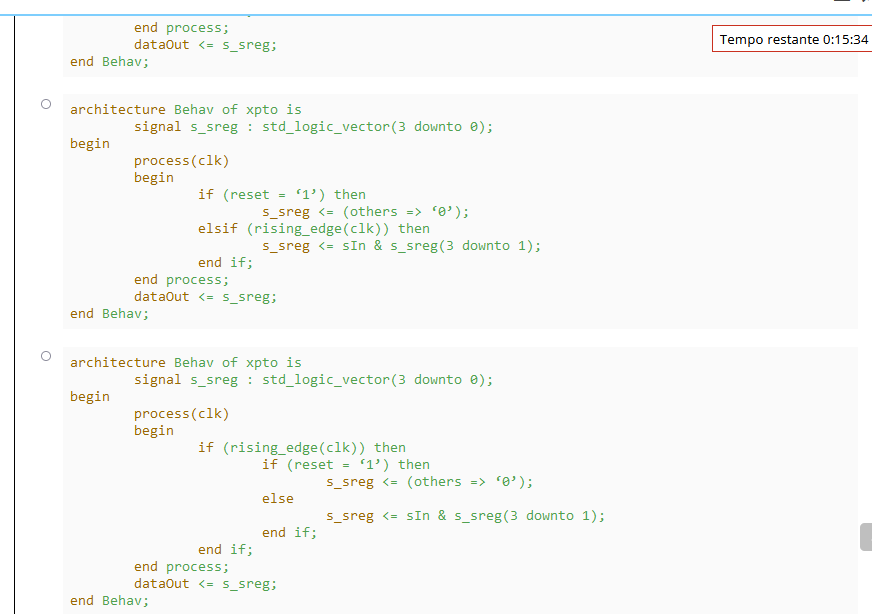 end process;
dataOut <= s_sreg;
end Behav;
Tempo restante 0:15:34
architecture Behav of xpto is
signal s_sreg : std_logic_vector(3 downto 0);
begin
process(clk)
begin
if (reset = ‘1’) then
s_sreg <= (others => ‘0’);
elsif (rising_edge(clk)) then
s_sreg <= sIn & s_sreg(3 downto 1);
end if;
end process;
dataOut <= s_sreg;
end Behav;
architecture Behav of xpto is
signal s_sreg : std_logic_vector(3 downto 0);
begin
process(clk)
begin
if (rising_edge(clk)) then
if (reset = ‘1’) then
s_sreg <= (others => ‘0’);
else
s_sreg <= sIn & s_sreg(3 downto 1);
end if;
end if;
end process;
dataOut <= s_sreg;
end Behav;